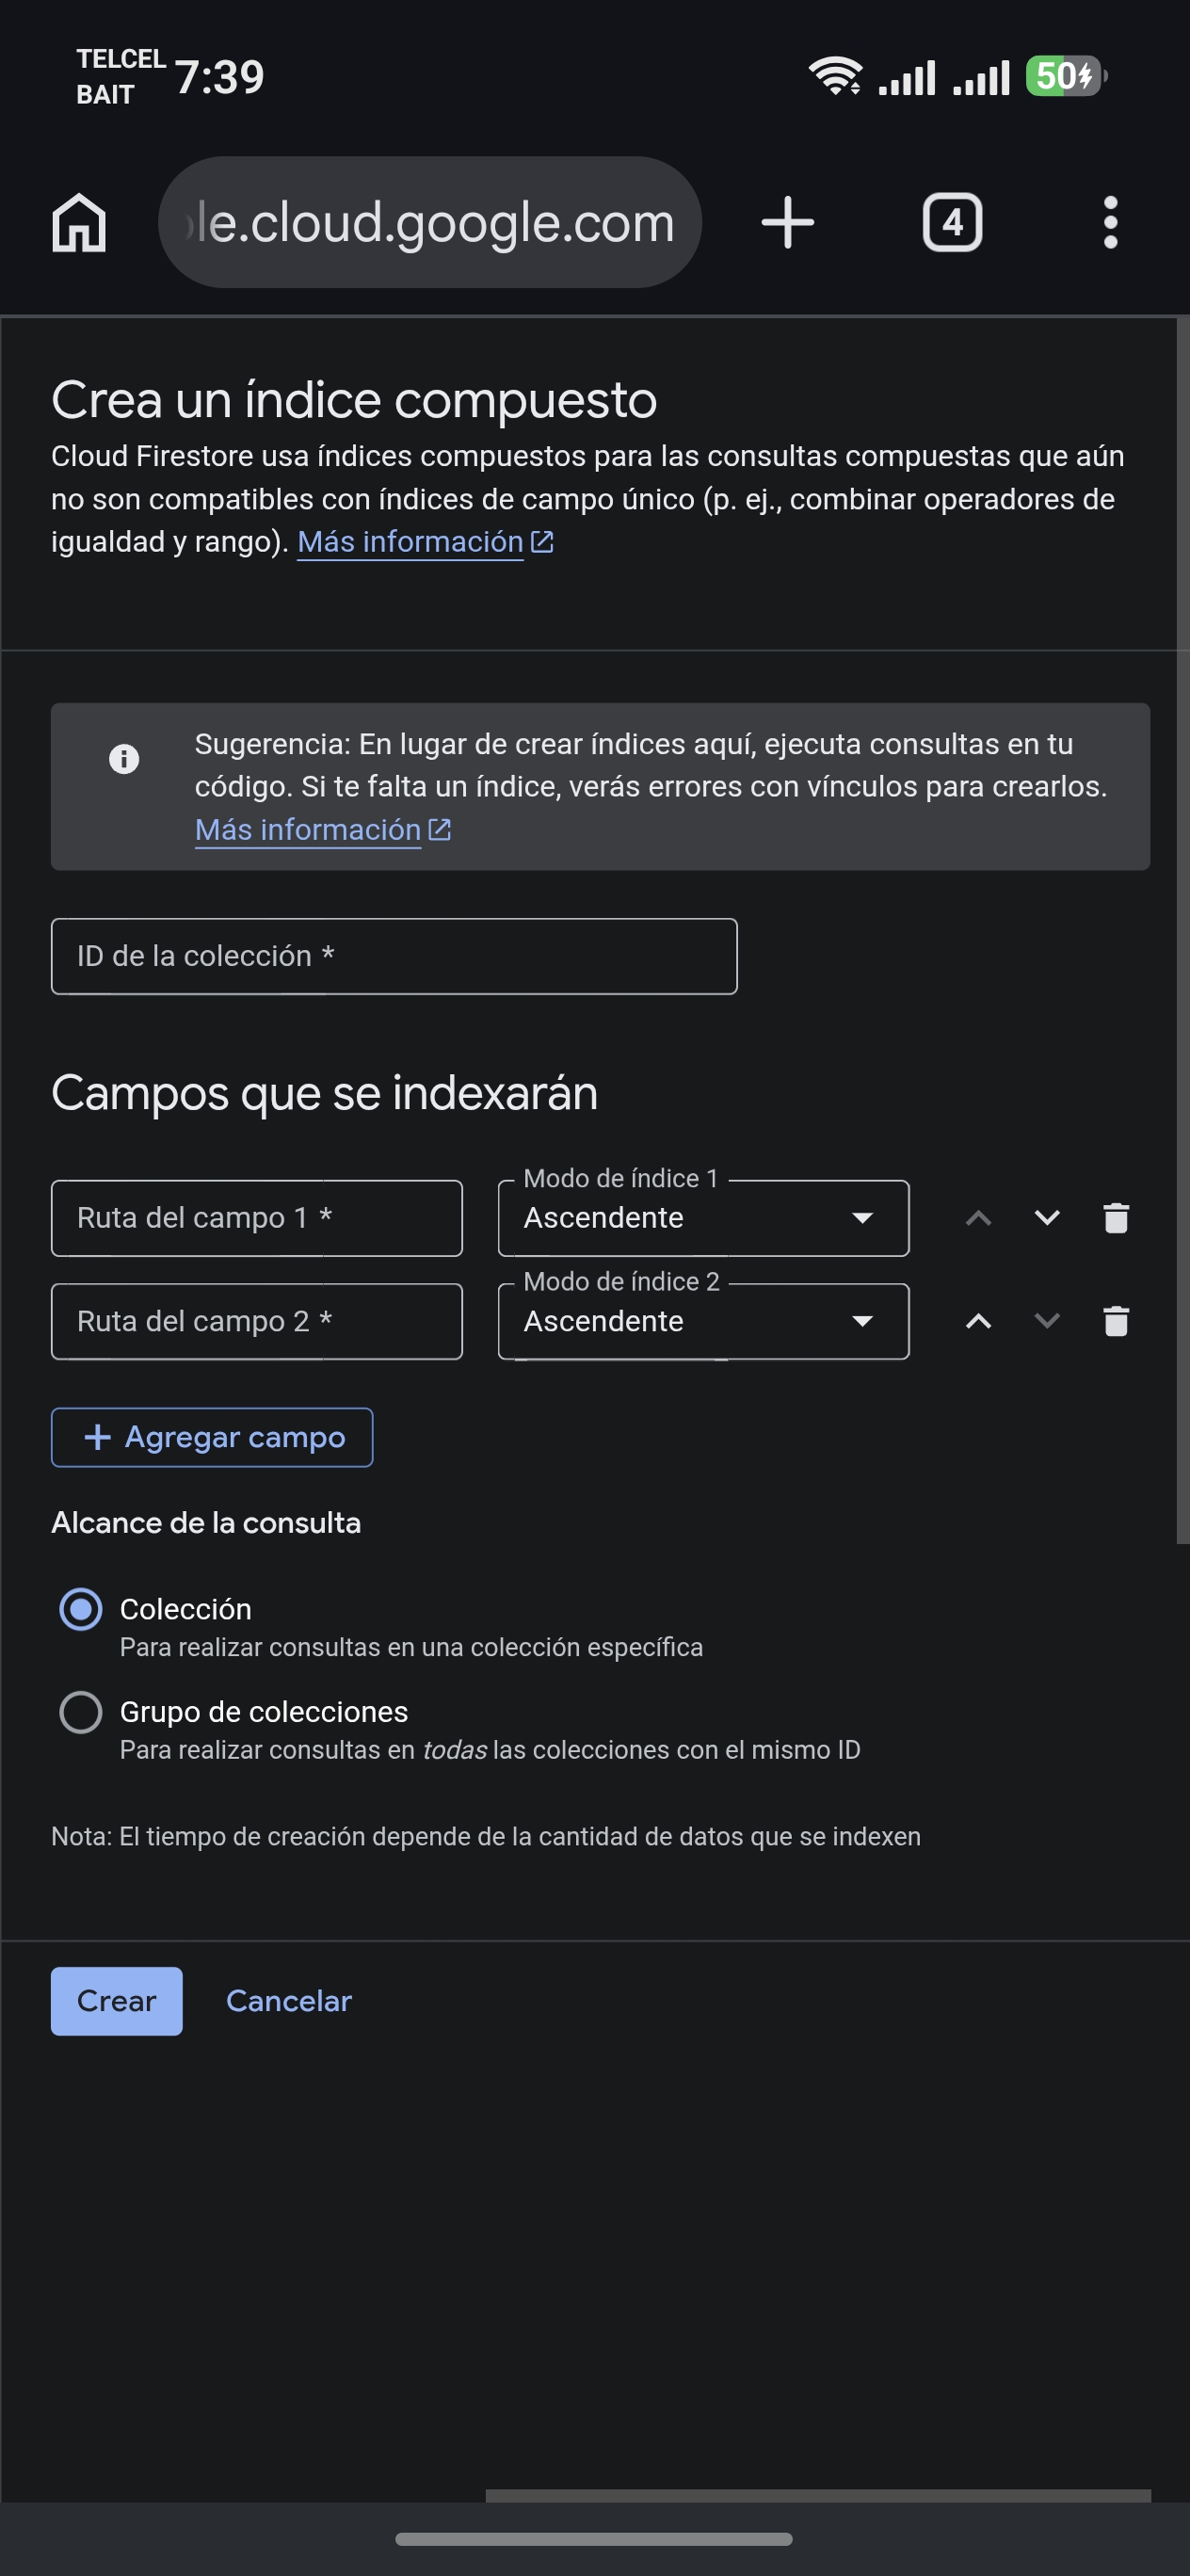 TELCEL
BAIT
7:39
50
le.cloud.google.com
4
Crea un índice compuesto
Cloud Firestore usa índices compuestos para las consultas compuestas que aún
no son compatibles con índices de campo único (p. ej., combinar operadores de
igualdad y rango). Más información
Sugerencia: En lugar de crear índices aquí, ejecuta consultas en tu
código. Si te falta un índice, verás errores con vínculos para crearlos.
Más información
ID de la colección *
Campos que se indexarán
Ruta del campo 1 *
Modo de índice 1
Ascendente
Ruta del campo 2 *
Modo de índice 2
Ascendente
+ Agregar campo
Alcance de la consulta
Colección
Para realizar consultas en una colección específica
Grupo de colecciones
Para realizar consultas en todas las colecciones con el mismo ID
Nota: El tiempo de creación depende de la cantidad de datos que se indexen
Crear
Cancelar